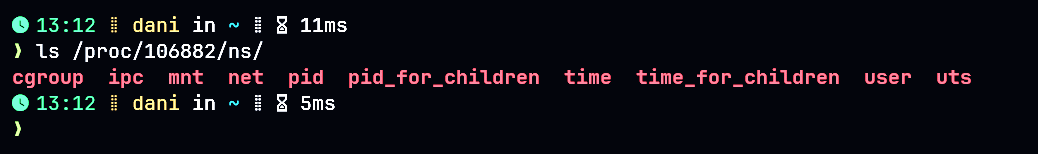 13:12 ⣿ dani in ~ ⣿ ⌛ 11ms
❱ ls /proc/106882/ns/
cgroup  ipc  mnt  net  pid  pid_for_children  time  time_for_children  user  uts
13:12 ⣿ dani in ~ ⣿ ⌛ 5ms
❱